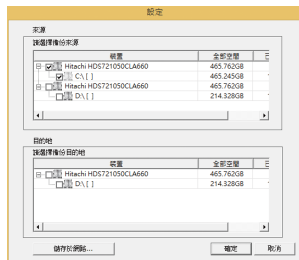 設定
來源
請選擇備份來源
裝置 全部空間
Hitachi HDS721050CLA660 465.762GB
C:\ [ ] 465.245GB
Hitachi HDS721050CLA660 465.762GB
D:\ [ ] 214.328GB
目的地
請選擇備份目的地
裝置 全部空間
Hitachi HDS721050CLA660 465.762GB
D:\ [ ] 214.328GB
儲存於網路... 確定 取消